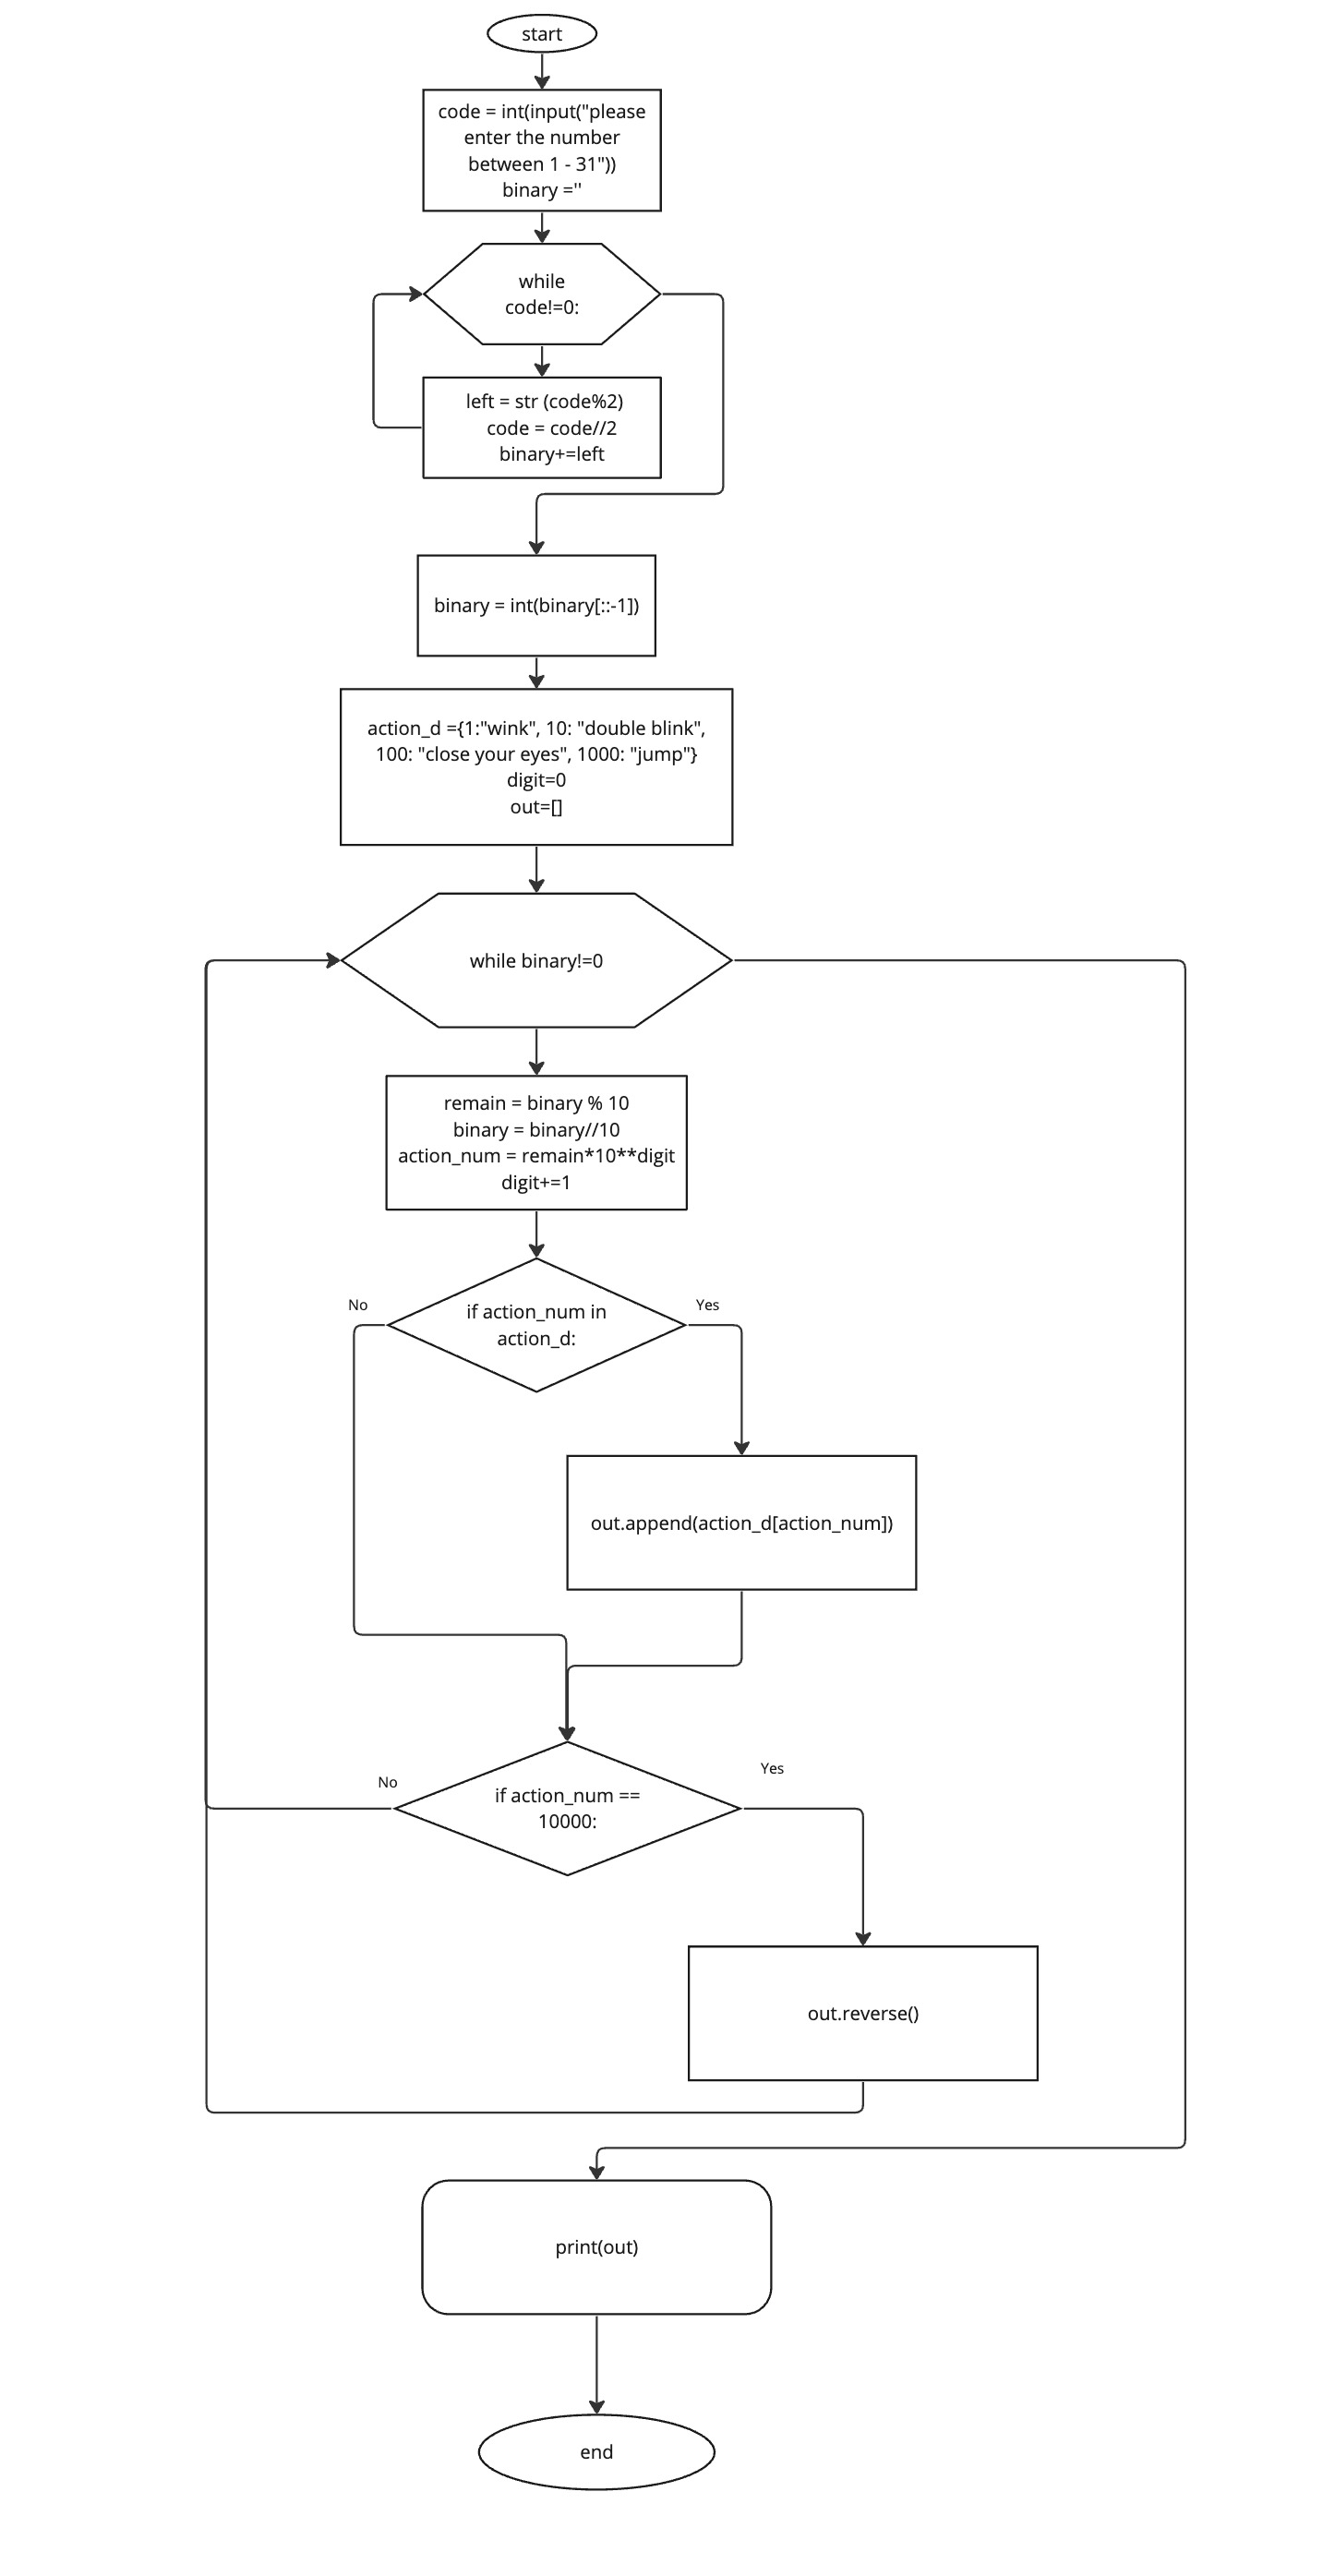 start
code = int(input("please
enter the number
between 1 - 31"))
binary =''
while
code!=0:
left = str (code%2)
code = code//2
binary+=left
binary = int(binary[::-1])
action_d ={1:"wink", 10: "double blink",
100: "close your eyes", 1000: "jump"}
digit=0
out=[]
while binary!=0
remain = binary % 10
binary = binary//10
action_num = remain*10**digit
digit+=1
No
if action_num in
action_d:
Yes
out.append(action_d[action_num])
No
if action_num ==
10000:
Yes
out.reverse()
print(out)
end